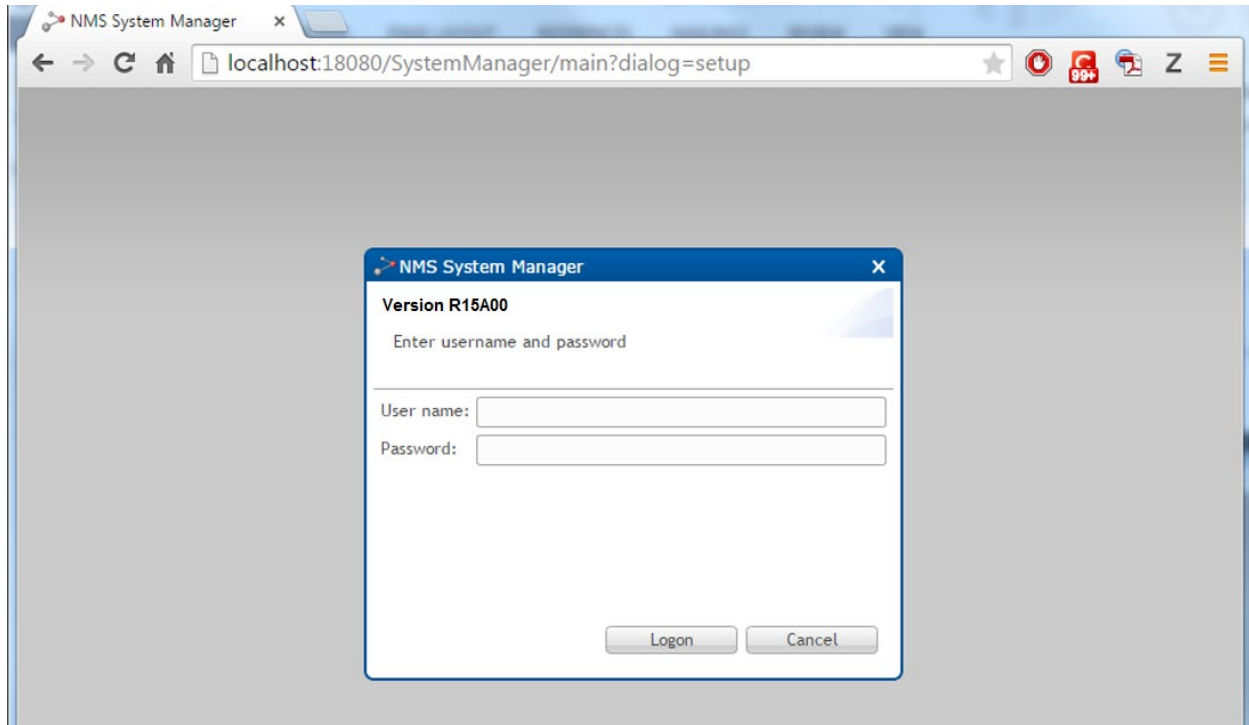 NMS System Manager
localhost:18080/SystemManager/main?dialog=setup
99+
Z
NMS System Manager
Version R15A00
Enter username and password
User name:
Password:
Logon
Cancel